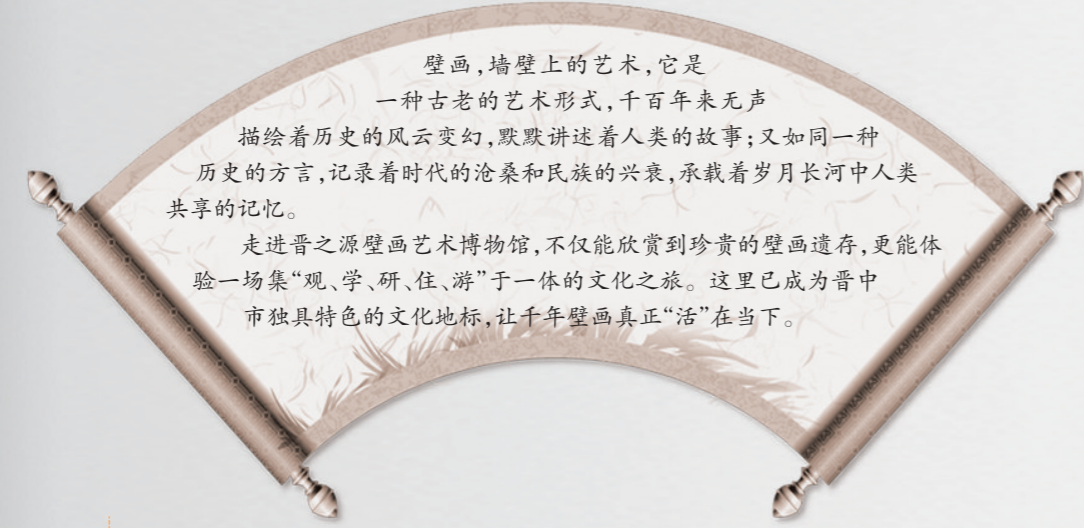 壁画,墙壁上的艺术,它是
一种古老的艺术形式,千百年来无声
描绘着历史的风云变幻,默默讲述着人类的故事;又如同一种
历史的方言,记录着时代的沧桑和民族的兴衰,承载着岁月长河中人类
共享的记忆。
走进晋之源壁画艺术博物馆,不仅能欣赏到珍贵的壁画遗存,更能体
验一场集“观、学、研、住、游”于一体的文化之旅。这里已成为晋中
市独具特色的文化地标,让千年壁画真正“活”在当下。